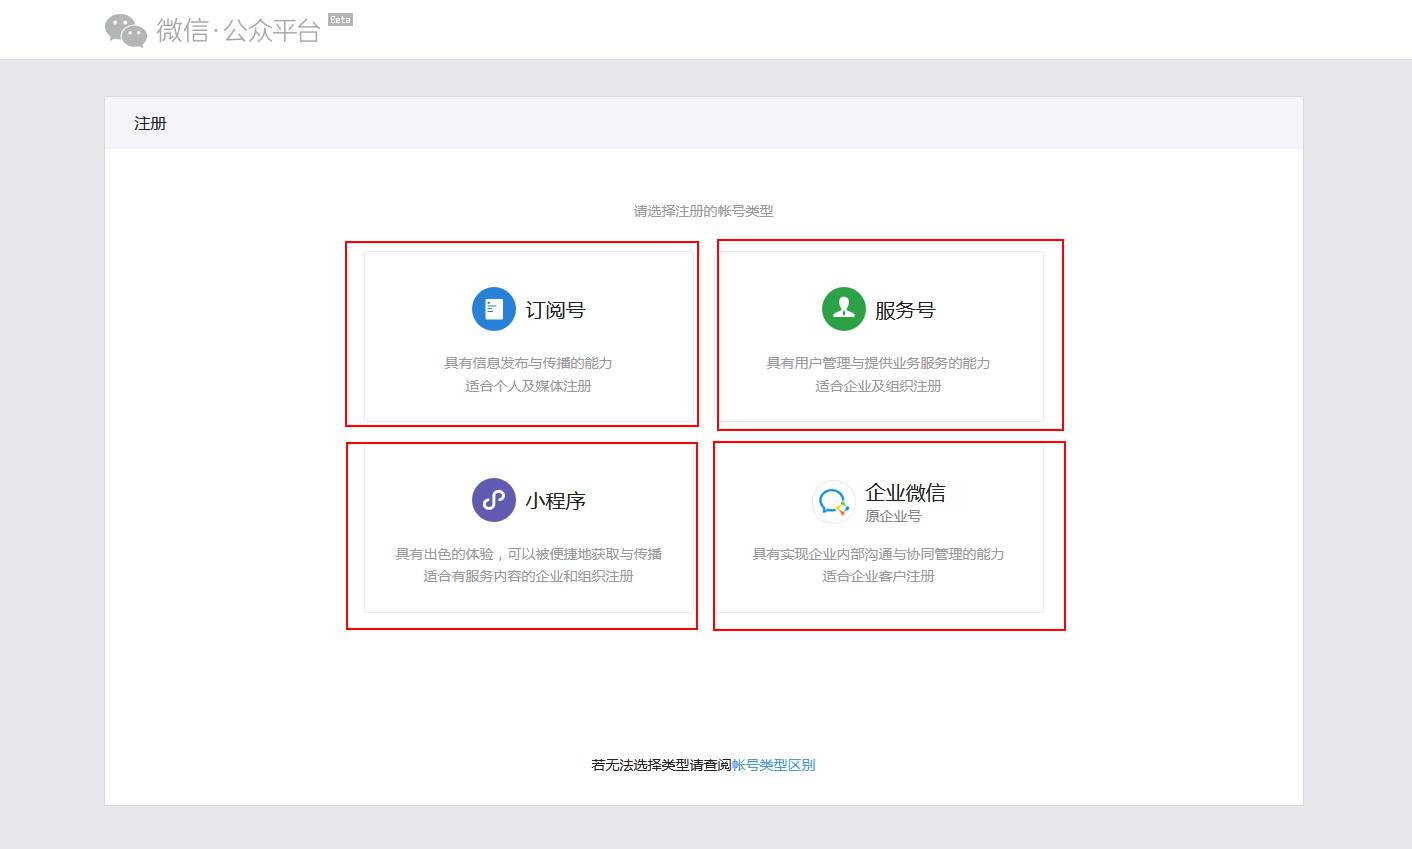 微信·公众平台 Beta
注册
请选择注册的帐号类型
订阅号
具有信息发布与传播的能力
适合个人及媒体注册
服务号
具有用户管理与提供业务服务的能力
适合企业及组织注册
小程序
具有出色的体验，可以被便捷地获取与传播
适合有服务内容的企业和组织注册
企业微信
原企业号
具有实现企业内部沟通与协同管理的能力
适合企业客户注册
若无法选择类型请查阅帐号类型区别